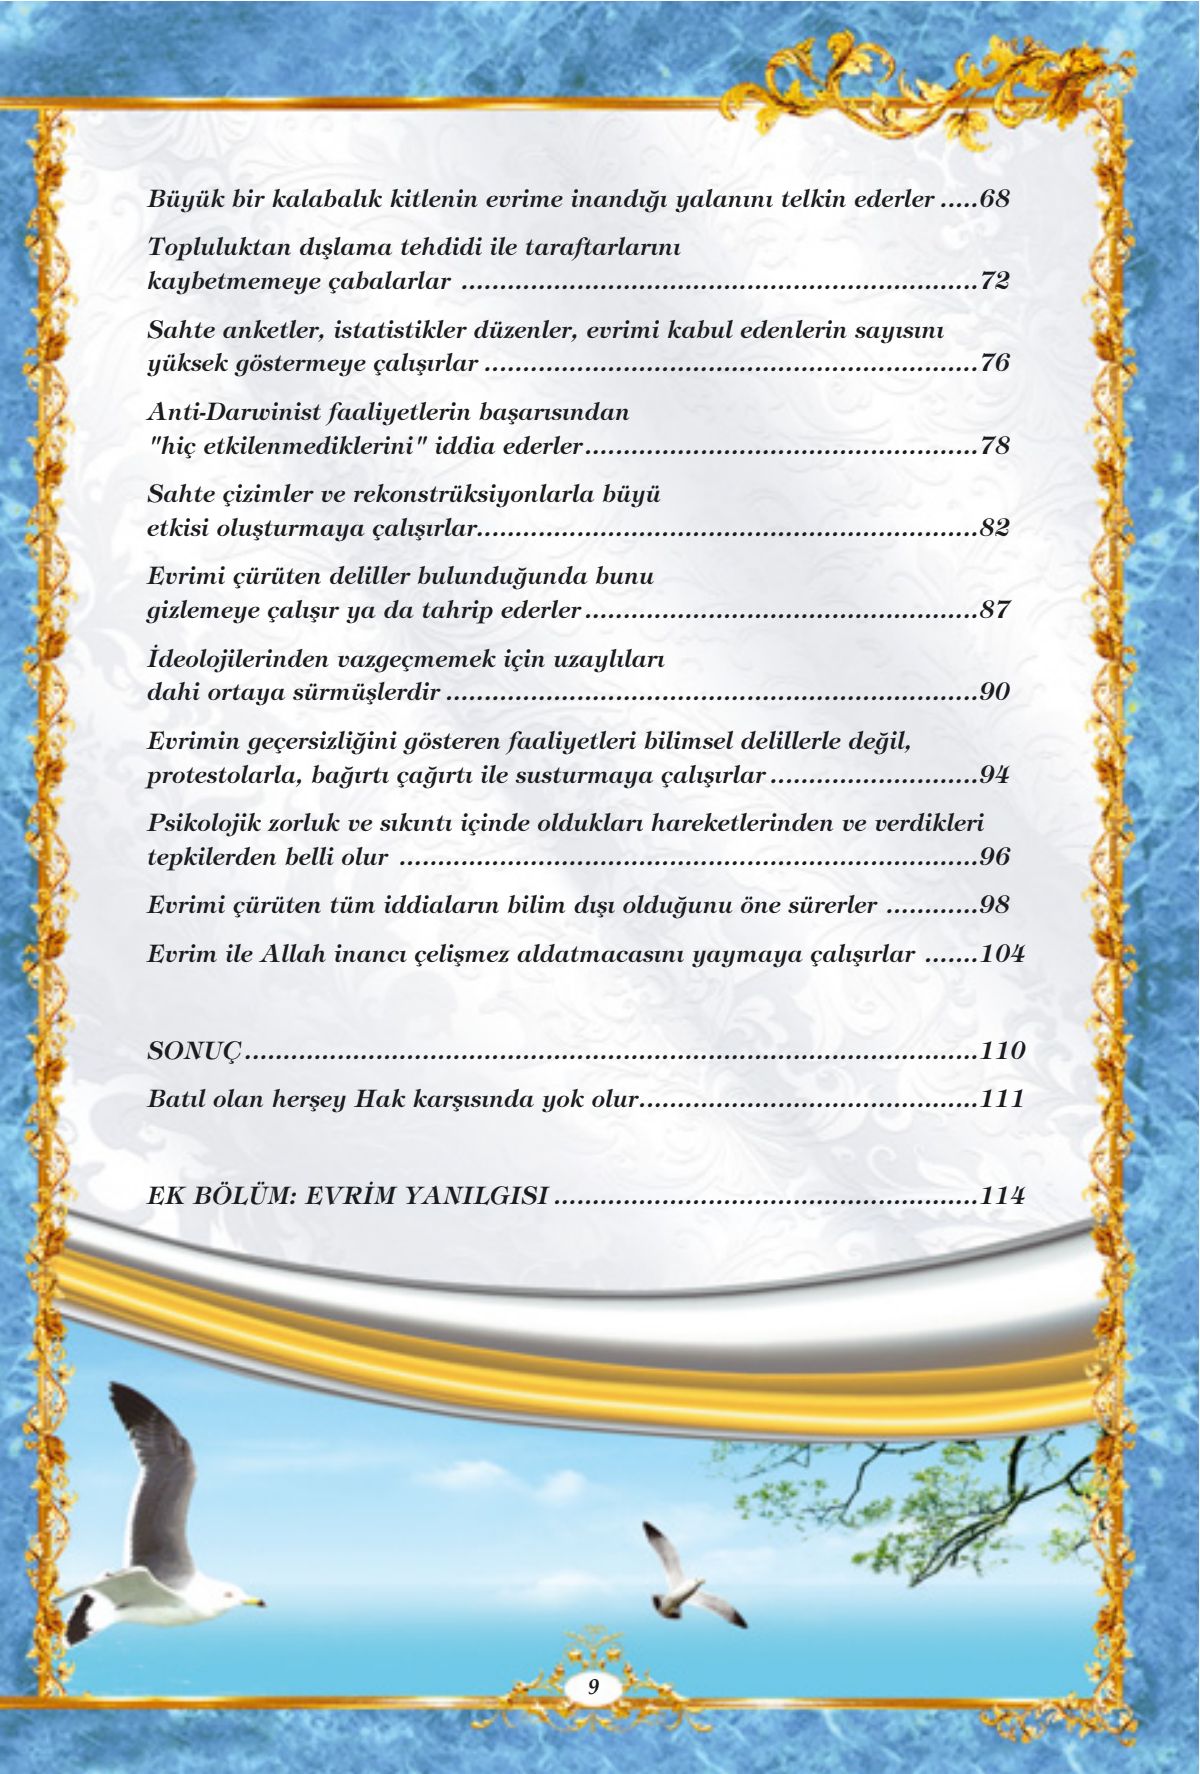 Büyük bir kalabalık kitlenin evrime inandığı yalanını telkin ederler .....68
Topluluktan dışlama tehdidi ile taraftarlarını
kaybetmemeye çabalarlar ...................................................................72
Sahte anketler, istatistikler düzenler, evrimi kabul edenlerin sayısını
yüksek göstermeye çalışırlar ................................................................76
Anti-Darwinist faaliyetlerin başarısından
"hiç etkilenmediklerini" iddia ederler...................................................78
Sahte çizimler ve rekonstrüksiyonlarla büyü
etkisi oluşturmaya çalışırlar.................................................................82
Evrimi çürüten deliller bulunduğunda bunu
gizlemeye çalışır ya da tahrip ederler ...................................................87
İdeolojilerinden vazgeçmemek için uzaylıları
dahi ortaya sürmüşlerdir .....................................................................90
Evrimin geçersizliğini gösteren faaliyetleri bilimsel delillerle değil,
protestolarla, bağırtı çağırtı ile susturmaya çalışırlar ...........................94
Psikolojik zorluk ve sıkıntı içinde oldukları hareketlerinden ve verdikleri
tepkilerden belli olur ...........................................................................96
Evrimi çürüten tüm iddiaların bilim dışı olduğunu öne sürerler ............98
Evrim ile Allah inancı çelişmez aldatmacasını yaymaya çalışırlar .......104
SONUÇ...............................................................................................110
Batıl olan herşey Hak karşısında yok olur............................................111
EK BÖLÜM: EVRİM YANILGISI .......................................................114
9